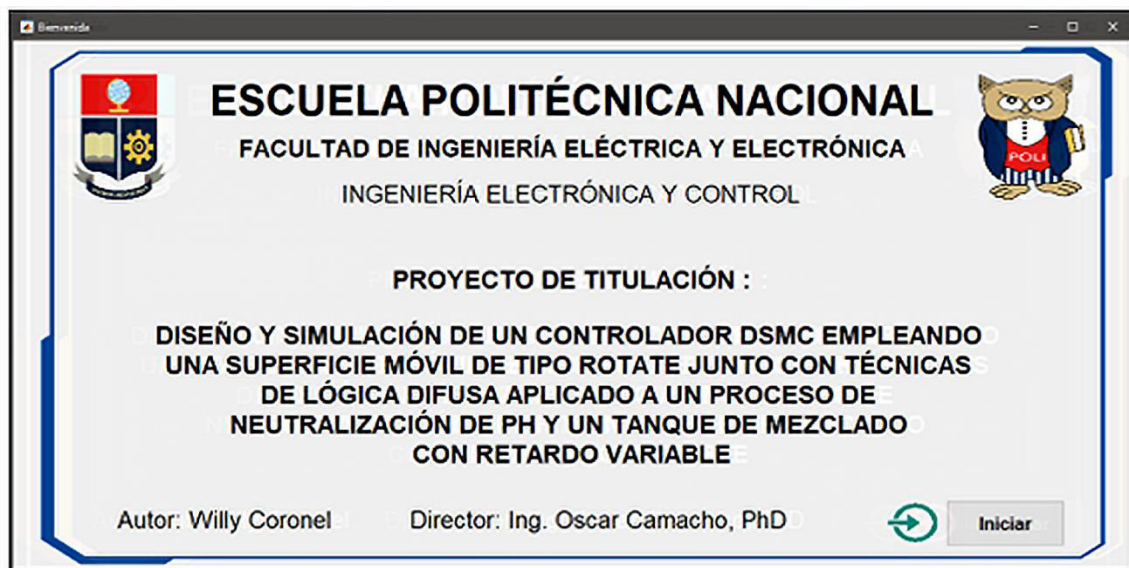 Bienvenida
ESCUELA POLITÉCNICA NACIONAL
FACULTAD DE INGENIERÍA ELÉCTRICA Y ELECTRÓNICA
INGENIERÍA ELECTRÓNICA Y CONTROL
POLI
PROYECTO DE TITULACIÓN :
DISEÑO Y SIMULACIÓN DE UN CONTROLADOR DSMC EMPLEANDO
UNA SUPERFICIE MÓVIL DE TIPO ROTATE JUNTO CON TÉCNICAS
DE LÓGICA DIFUSA APLICADO A UN PROCESO DE
NEUTRALIZACIÓN DE PH Y UN TANQUE DE MEZCLADO
CON RETARDO VARIABLE
Autor: Willy Coronel Director: Ing. Oscar Camacho, PhD Iniciar